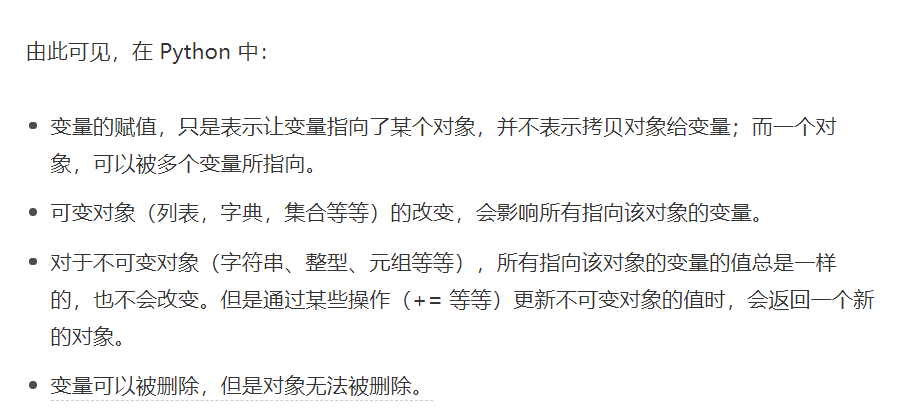 由此可见，在 Python 中：
变量的赋值，只是表示让变量指向了某个对象，并不表示拷贝对象给变量；而一个对
象，可以被多个变量所指向。
可变对象（列表，字典，集合等等）的改变，会影响所有指向该对象的变量。
对于不可变对象（字符串、整型、元组等等），所有指向该对象的变量的值总是一样
的，也不会改变。但是通过某些操作（+= 等等）更新不可变对象的值时，会返回一个新
的对象。
变量可以被删除，但是对象无法被删除。